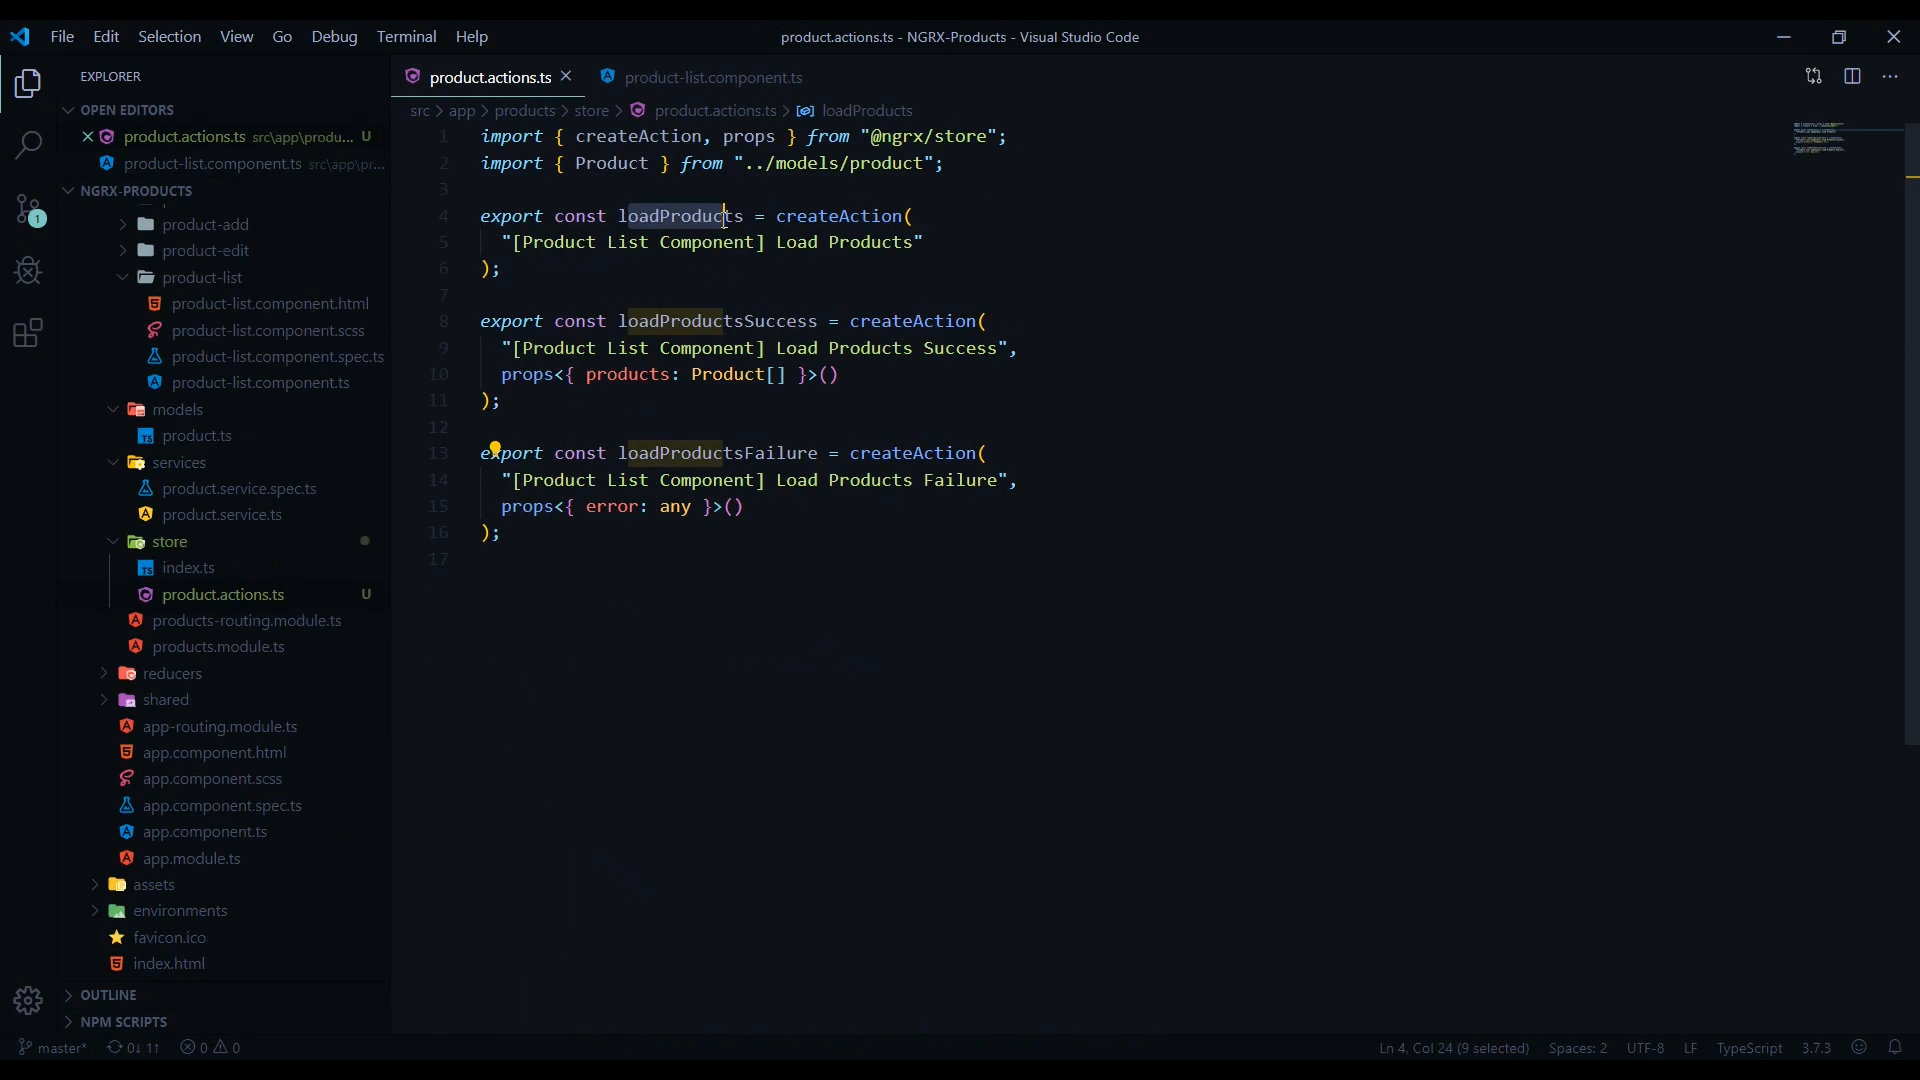 File Edit Selection View Go Debug Terminal Help
product.actions.ts - NGRX-Products - Visual Studio Code
EXPLORER
OPEN EDITORS
product.actions.ts src\app\produ... U
product-list.component.ts src\app\pr...
NGRX-PRODUCTS
product-add
product-edit
product-list
product-list.component.html
product-list.component.scss
product-list.component.spec.ts
product-list.component.ts
models
product.ts
services
product.service.spec.ts
product.service.ts
store
index.ts
product.actions.ts U
products-routing.module.ts
products.module.ts
reducers
shared
app-routing.module.ts
app.component.html
app.component.scss
app.component.spec.ts
app.component.ts
app.module.ts
assets
environments
favicon.ico
index.html
OUTLINE
NPM SCRIPTS
product.actions.ts product-list.component.ts
src > app > products > store > product.actions.ts > loadProducts
1 import { createAction, props } from "@ngrx/store";
2 import { Product } from "../models/product";
3
4 export const loadProducts = createAction(
5 "[Product List Component] Load Products"
6 );
7
8 export const loadProductsSuccess = createAction(
9 "[Product List Component] Load Products Success",
10 props<{ products: Product[] }>()
11 );
12
13 export const loadProductsFailure = createAction(
14 "[Product List Component] Load Products Failure",
15 props<{ error: any }>()
16 );
17
1
master* 0↓ 1↑ 0 0
Ln 4, Col 24 (9 selected) Spaces: 2 UTF-8 LF TypeScript 3.7.3